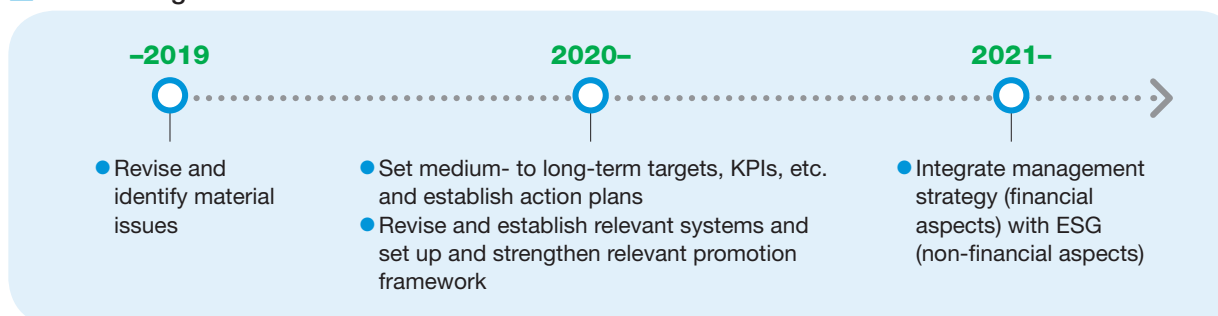 –2019
2020–
2021–
● Revise and
identify material
issues
● Set medium- to long-term targets, KPIs, etc.
and establish action plans
● Revise and establish relevant systems and
set up and strengthen relevant promotion
framework
● Integrate management
strategy (financial
aspects) with ESG
(non-financial aspects)